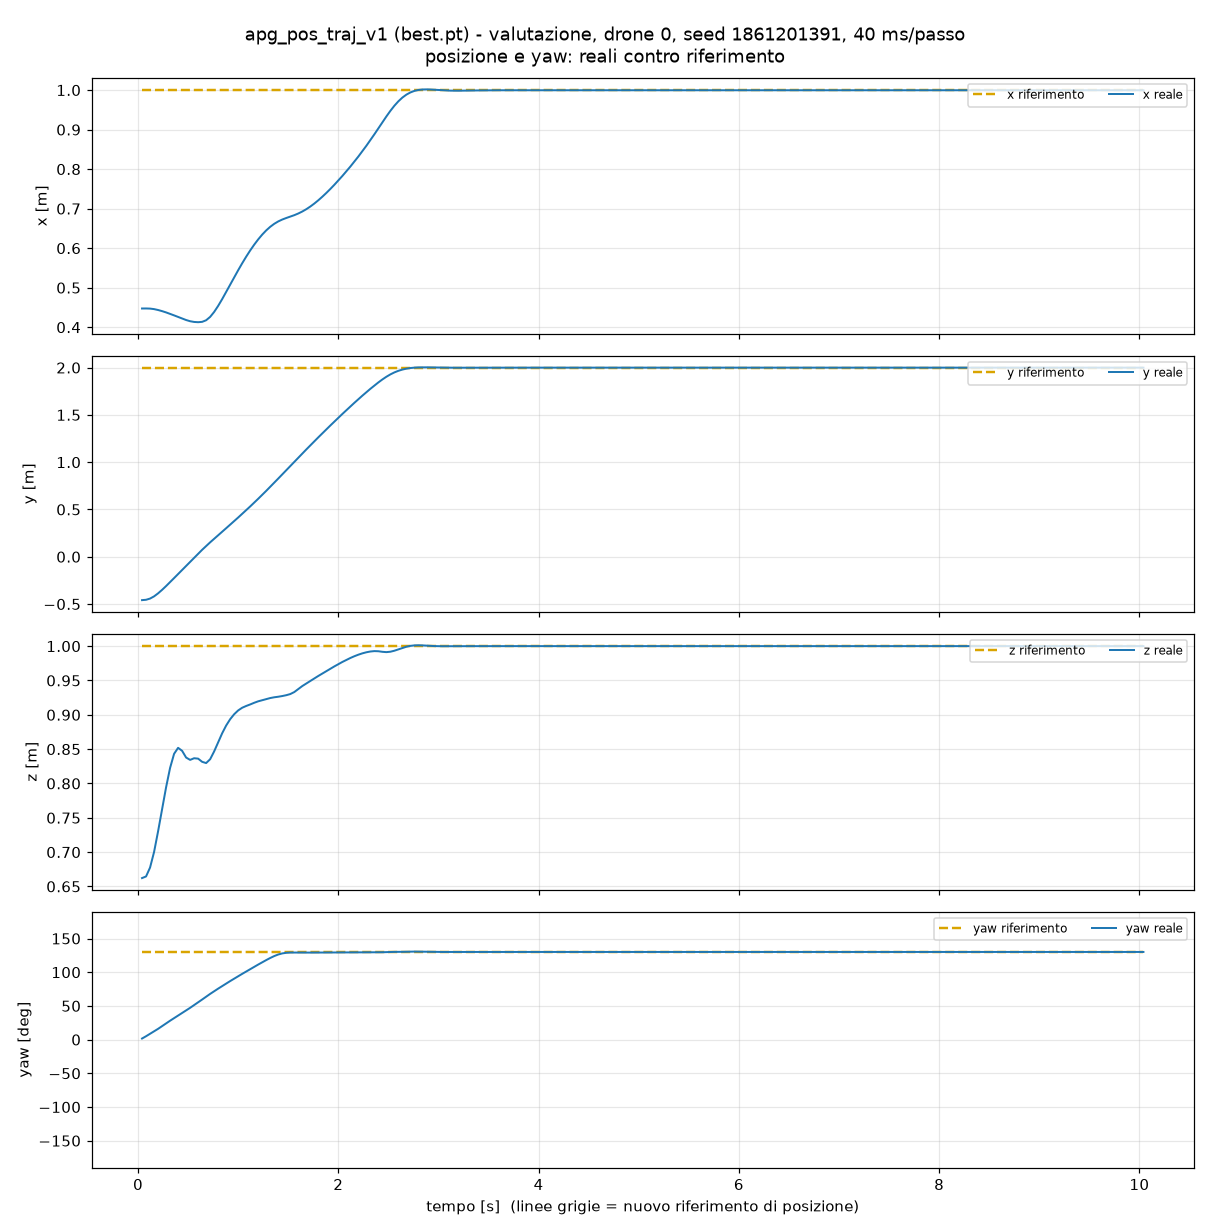 apg_pos_traj_v1 (best.pt) - valutazione, drone 0, seed 1861201391, 40 ms/passo
posizione e yaw: reali contro riferimento
x riferimento x reale
1.0
0.9
0.8
0.7
0.6
0.5
0.4
x [m]
y riferimento y reale
2.0
1.5
1.0
0.5
0.0
−0.5
y [m]
z riferimento z reale
1.00
0.95
0.90
0.85
0.80
0.75
0.70
0.65
z [m]
yaw riferimento yaw reale
150
100
50
0
−50
−100
−150
yaw [deg]
0 2 4 6 8 10
tempo [s]  (linee grigie = nuovo riferimento di posizione)